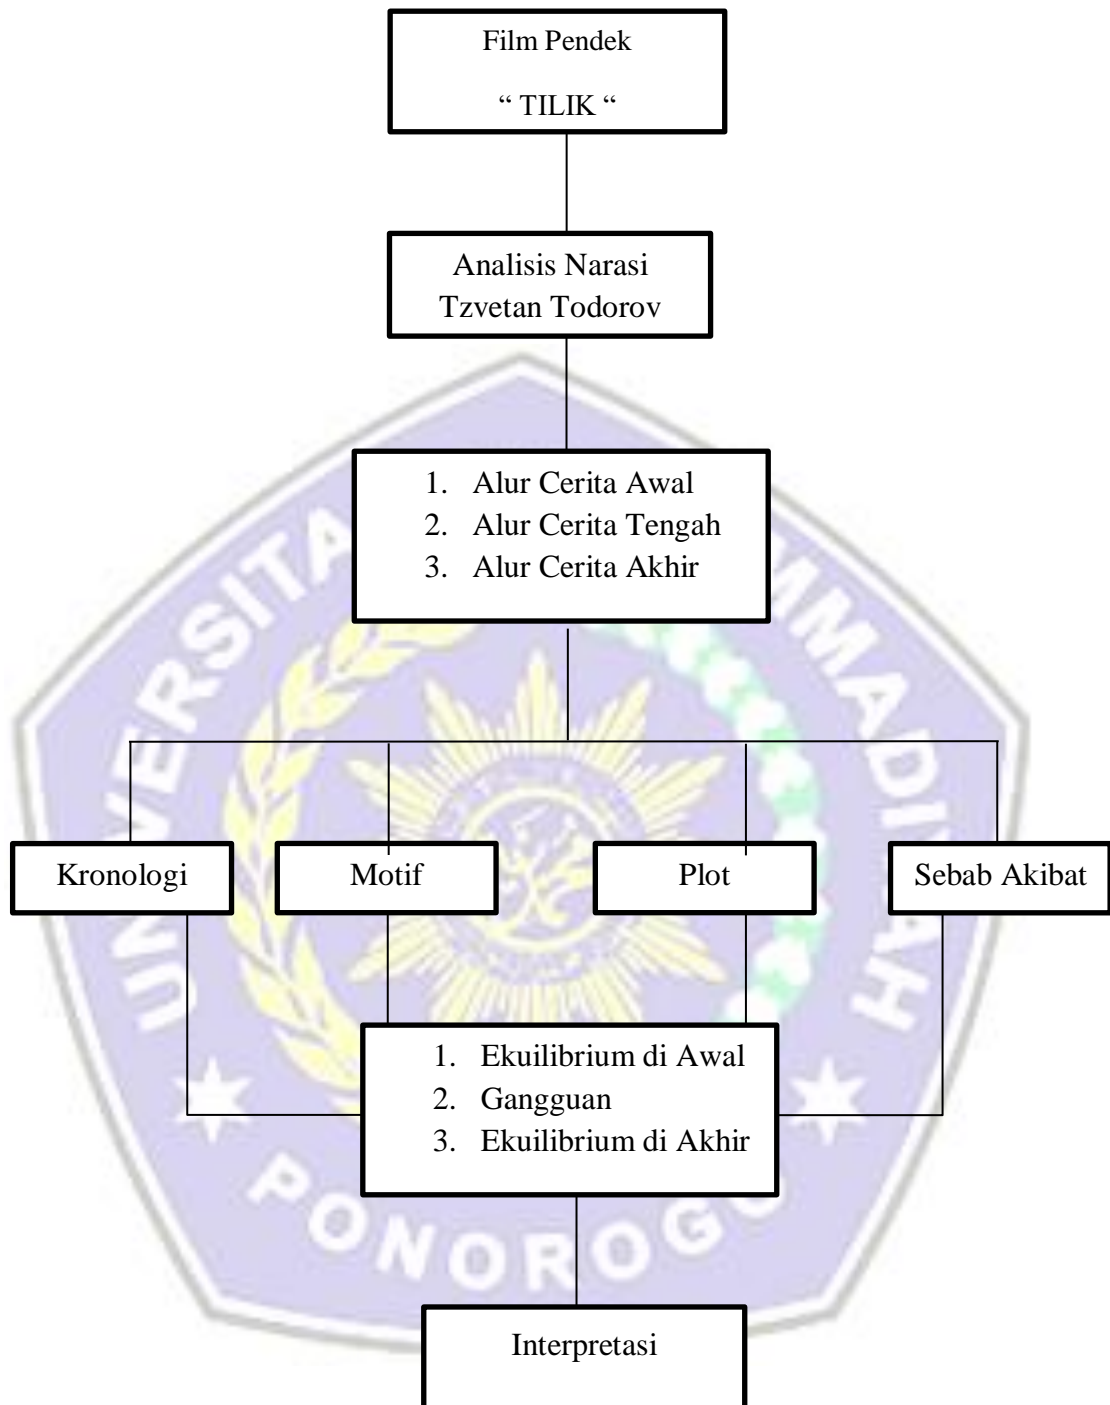 Film Pendek
“ TILIK “
Analisis Narasi
Tzvetan Todorov
1. Alur Cerita Awal
2. Alur Cerita Tengah
3. Alur Cerita Akhir
Kronologi
Motif
Plot
Sebab Akibat
1. Ekuilibrium di Awal
2. Gangguan
3. Ekuilibrium di Akhir
Interpretasi
PONOROGO